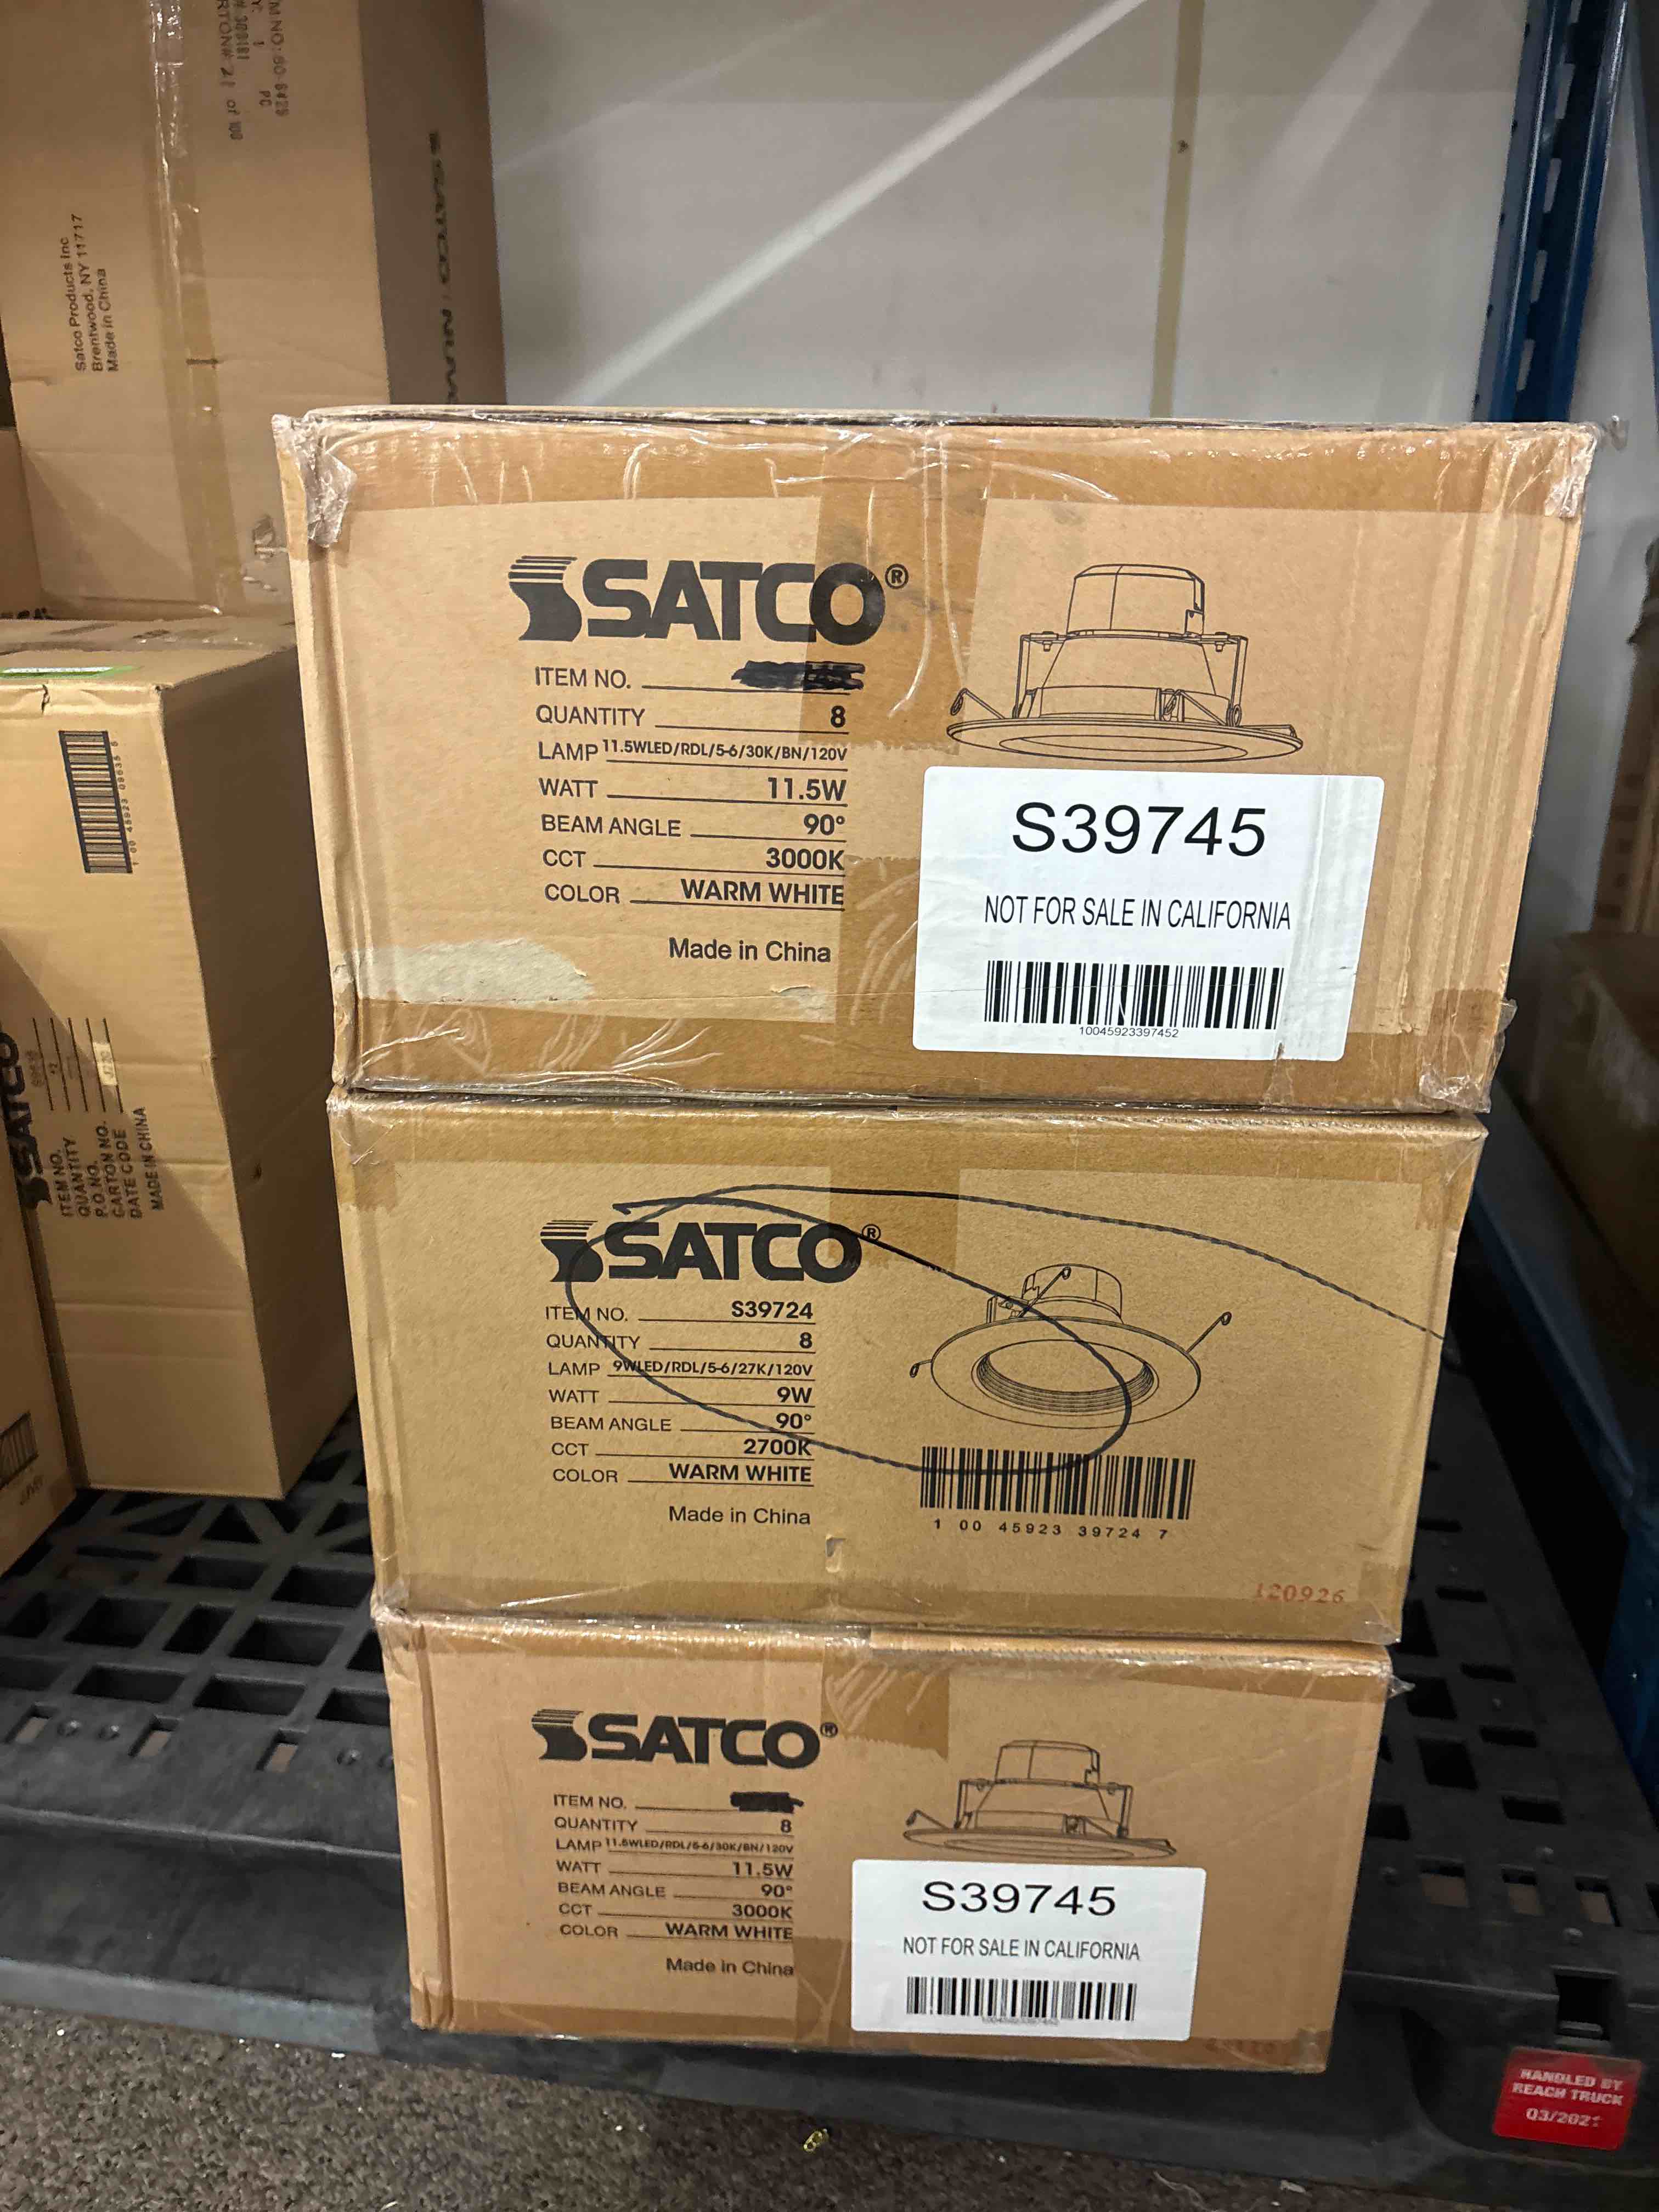 Satco Products Inc
Brentwood, NY 11717
Made in China
SATCO
SATCO®
ITEM NO.
QUANTITY 8
LAMP 11.5WLED/RDL/5-6/30K/BN/120V
WATT 11.5W
BEAM ANGLE 90°
CCT 3000K
COLOR WARM WHITE
Made in China
S39745
NOT FOR SALE IN CALIFORNIA
10045923397452
SATCO
ITEM NO.
QUANTITY
P.O. NO.
CARTON NO.
DATE CODE
MADE IN CHINA
SATCO®
ITEM NO. S39724
QUANTITY 8
LAMP 9WLED/RDL/5-6/27K/120V
WATT 9W
BEAM ANGLE 90°
CCT 2700K
COLOR WARM WHITE
Made in China
1 00 45923 39724 7
120926
SATCO®
ITEM NO.
QUANTITY 8
LAMP 11.5WLED/RDL/5-6/30K/BN/120V
WATT 11.5W
BEAM ANGLE 90°
CCT 3000K
COLOR WARM WHITE
Made in China
S39745
NOT FOR SALE IN CALIFORNIA
HANDLED BY
REACH TRUCK